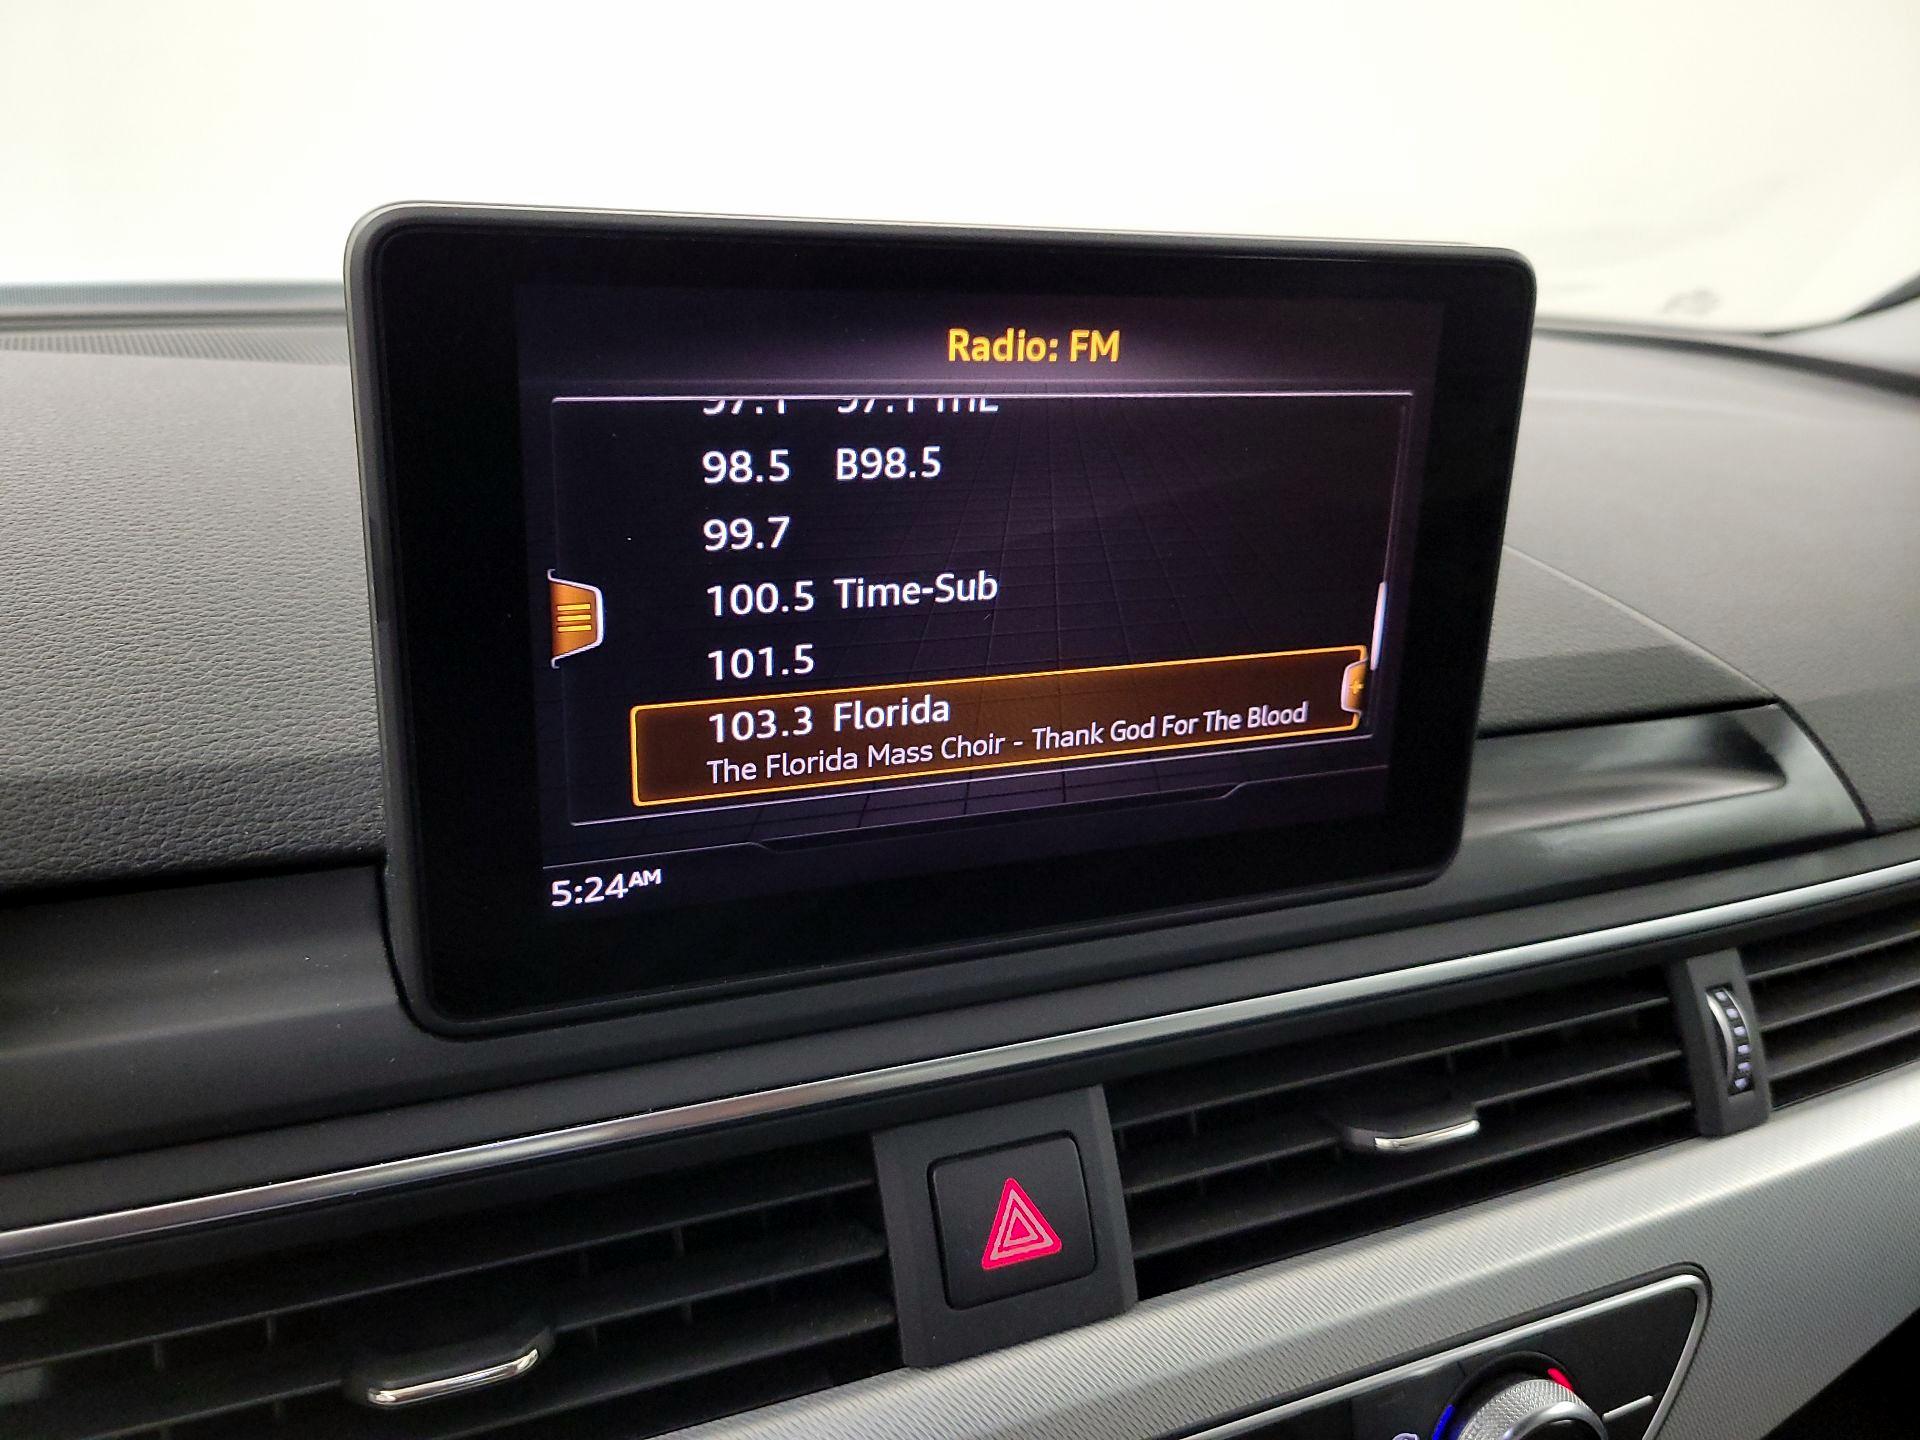 Radio: FM
98.5 B98.5
99.7
100.5 Time-Sub
101.5
103.3 Florida
The Florida Mass Choir - Thank God For The Blood
5:24AM